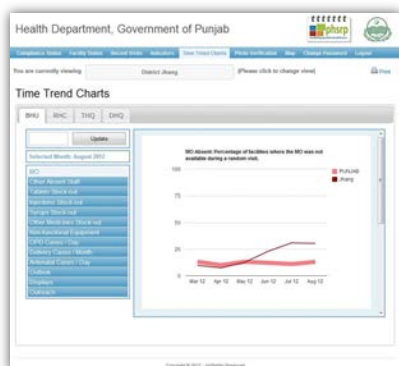 Health Department, Government of Punjab
phsrp
Compliance Status Facility Status Recent Visits Indicators Time Trend Charts Photo Verification Map Change Password Logout
You are currently viewing District Jhang (Please click to change view) Print
Time Trend Charts
BHU RHC THQ DHQ
Update
Selected Month: August 2012
MO
Other Absent Staff
Tablets Stock-out
Injections Stock-out
Syrups Stock-out
Other Medicines Stock-out
Non-functional Equipment
OPD Cases / Day
Delivery Cases / Month
Antenatal Cases / Day
Outlook
Displays
Outreach
MO Absent: Percentage of facilities where the MO was not
available during a random visit.
100
75
50
25
0
Mar 12 Apr 12 May 12 Jun 12 Jul 12 Aug 12
PUNJAB
Jhang